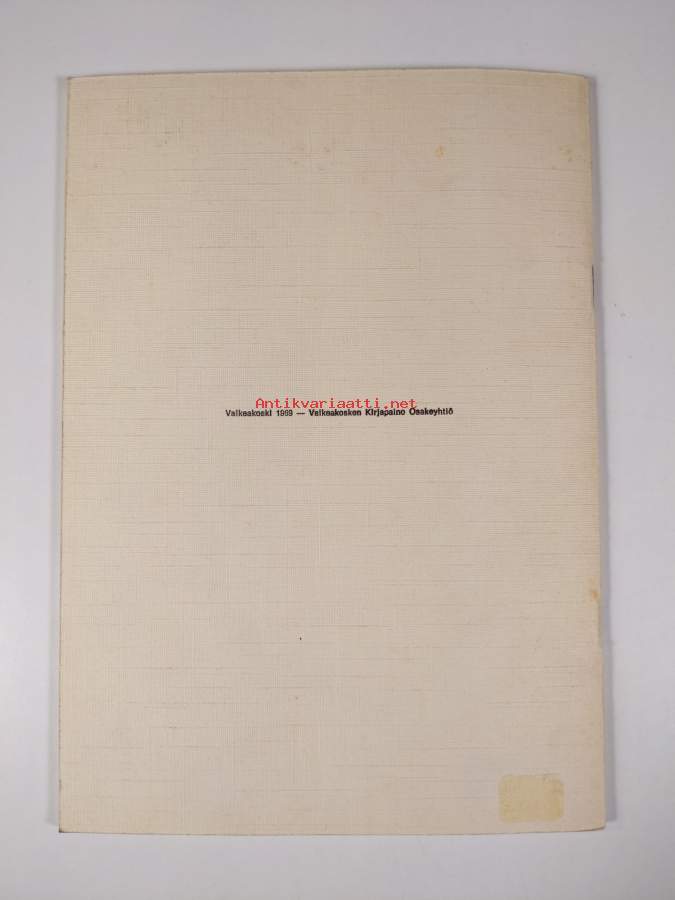 Antikvariaatti.net
Valkeakoski 1969 — Valkeakosken Kirjapaino Osakeyhtiö